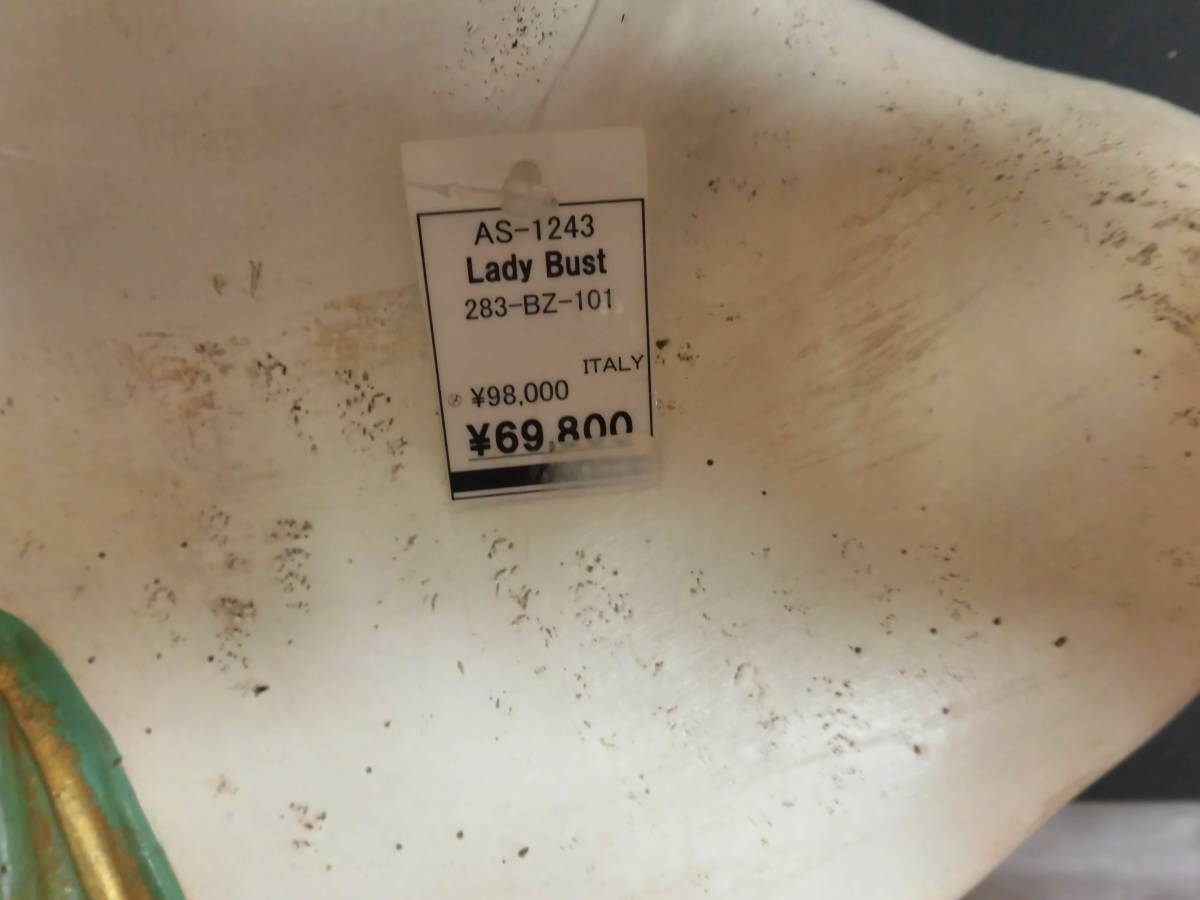 AS-1243
Lady Bust
283-BZ-101
ITALY
¥98,000
¥69,800